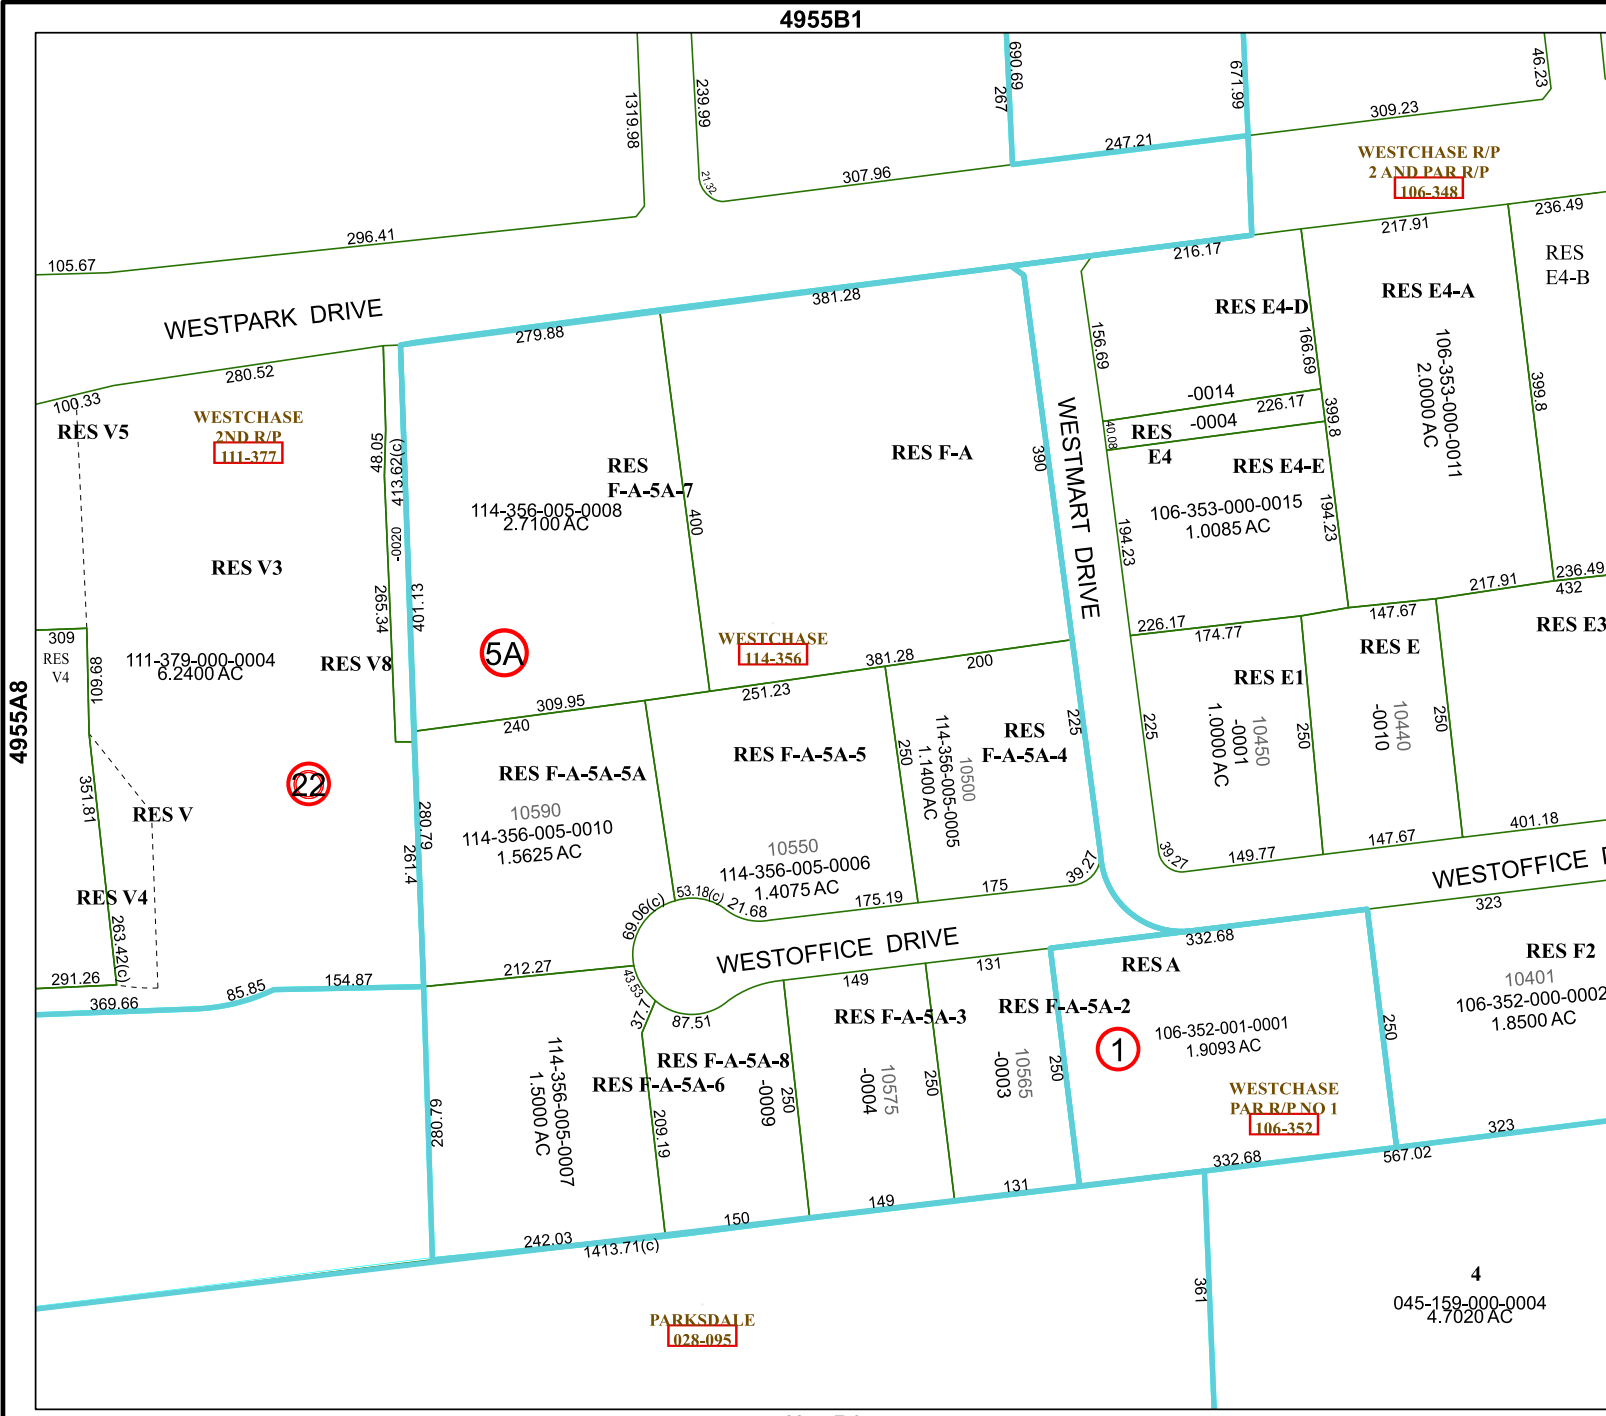 4955B1
4955A8
1319.98
239.99
21.32
307.96
690.69
267
671.99
247.21
309.23
46.23
WESTCHASE R/P
2 AND PAR R/P
106-348
236.49
217.91
216.17
RES
E4-B
105.67
296.41
WESTPARK DRIVE
381.28
279.88
280.52
100.33
RES V5
WESTCHASE
2ND R/P
111-377
48.05
413.62(c)
-0020
265.34
401.13
RES V3
RES V8
309
RES
V4
109.68
111-379-000-0004
6.2400 AC
22
351.81
RES V
RES V4
263.42(c)
291.26
369.66
85.85
154.87
280.79
261.4
280.79
RES
F-A-5A-7
114-356-005-0008
2.7100 AC
400
RES F-A
390
5A
WESTCHASE
114-356
381.28
200
309.95
251.23
240
RES F-A-5A-5A
10590
114-356-005-0010
1.5625 AC
RES F-A-5A-5
10550
114-356-005-0006
1.4075 AC
250
10500
114-356-005-0005
1.1400 AC
RES
F-A-5A-4
225
39.27
175
175.19
21.68
53.18(c)
69.06(c)
212.27
43.53
37.7
87.51
WESTOFFICE DRIVE
WESTMART DRIVE
156.69
RES E4-D
166.69
RES E4-A
106-353-000-0011
2.0000 AC
399.8
399.8
-0014
226.17
-0004
40.08
RES
E4
RES E4-E
106-353-000-0015
1.0085 AC
194.23
194.23
226.17
174.77
147.67
217.91
236.49
432
RES E3
RES E
RES E1
10450
-0001
1.0000 AC
225
250
10440
-0010
250
39.27
149.77
147.67
401.18
WESTOFFICE
323
332.68
RES A
RES F2
10401
106-352-000-0002
1.8500 AC
250
106-352-001-0001
1.9093 AC
1
WESTCHASE
PAR R/P NO 1
106-352
250
RES F-A-5A-2
131
149
RES F-A-5A-3
10565
-0003
250
10575
-0004
250
RES F-A-5A-8
RES F-A-5A-6
-0009
209.19
114-356-005-0007
1.5000 AC
242.03
1413.71(c)
150
149
131
332.68
567.02
323
361
4
045-159-000-0004
4.7020 AC
PARKSDALE
028-095